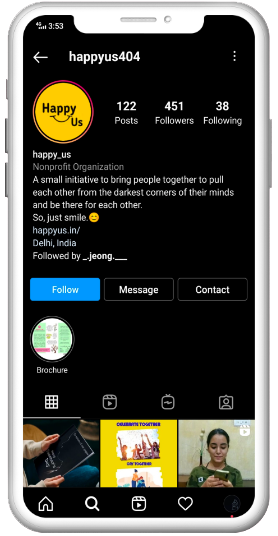 4G 3:53
happyus404
Happy
Us
122 451 38
Posts Followers Following
happy_us
Nonprofit Organization
A small initiative to bring people together to pull
each other from the darkest corners of their minds
and be there for each other.
So, just smile.😊
happyus.in/
Delhi, India
Followed by _.jeong.___
Follow Message Contact
Brochure
CELEBRATE TOGETHER